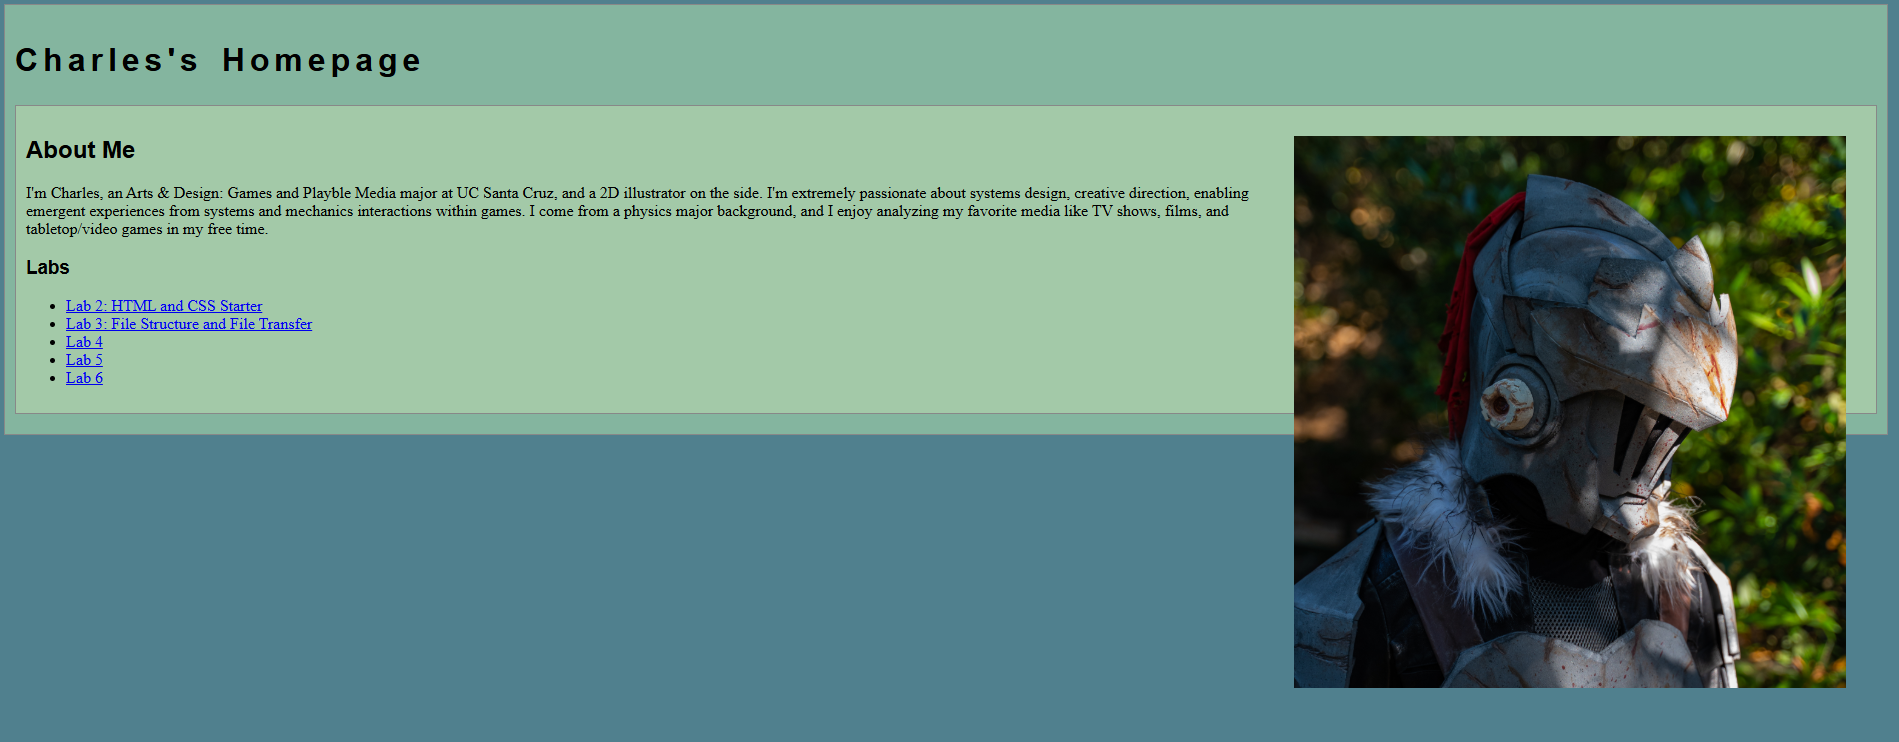 Charles's Homepage
About Me
I'm Charles, an Arts & Design: Games and Playble Media major at UC Santa Cruz, and a 2D illustrator on the side. I'm extremely passionate about systems design, creative direction, enabling
emergent experiences from systems and mechanics interactions within games. I come from a physics major background, and I enjoy analyzing my favorite media like TV shows, films, and
tabletop/video games in my free time.
Labs
• Lab 2: HTML and CSS Starter
• Lab 3: File Structure and File Transfer
• Lab 4
• Lab 5
• Lab 6